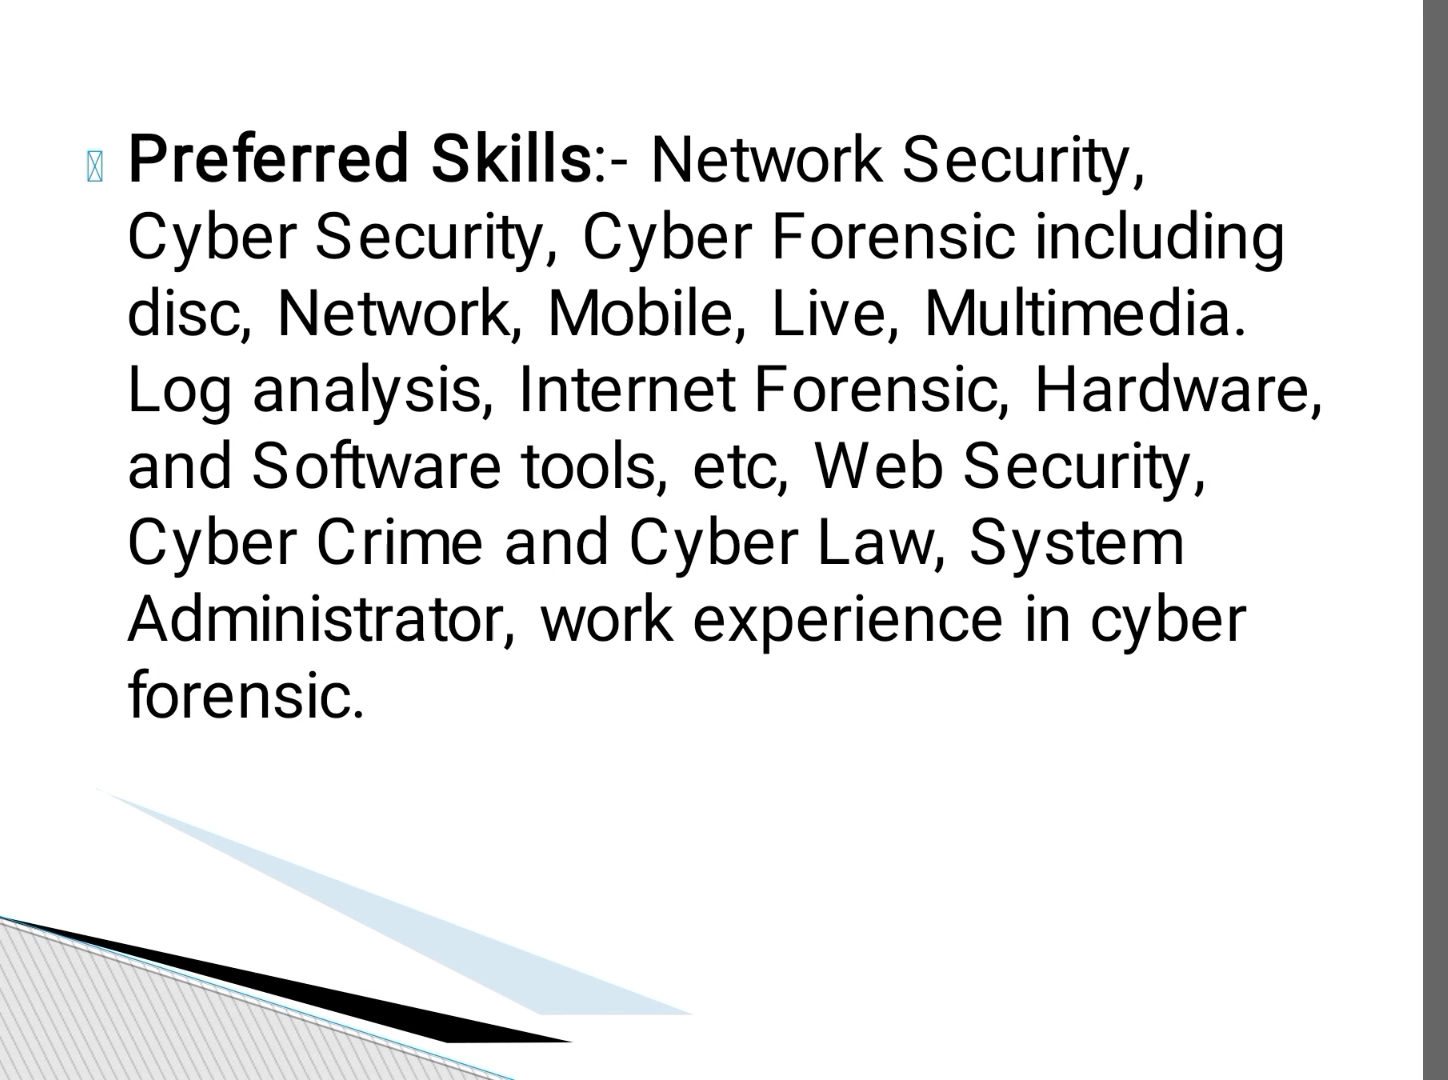 Preferred Skills:- Network Security,
Cyber Security, Cyber Forensic including
disc, Network, Mobile, Live, Multimedia.
Log analysis, Internet Forensic, Hardware,
and Software tools, etc, Web Security,
Cyber Crime and Cyber Law, System
Administrator, work experience in cyber
forensic.